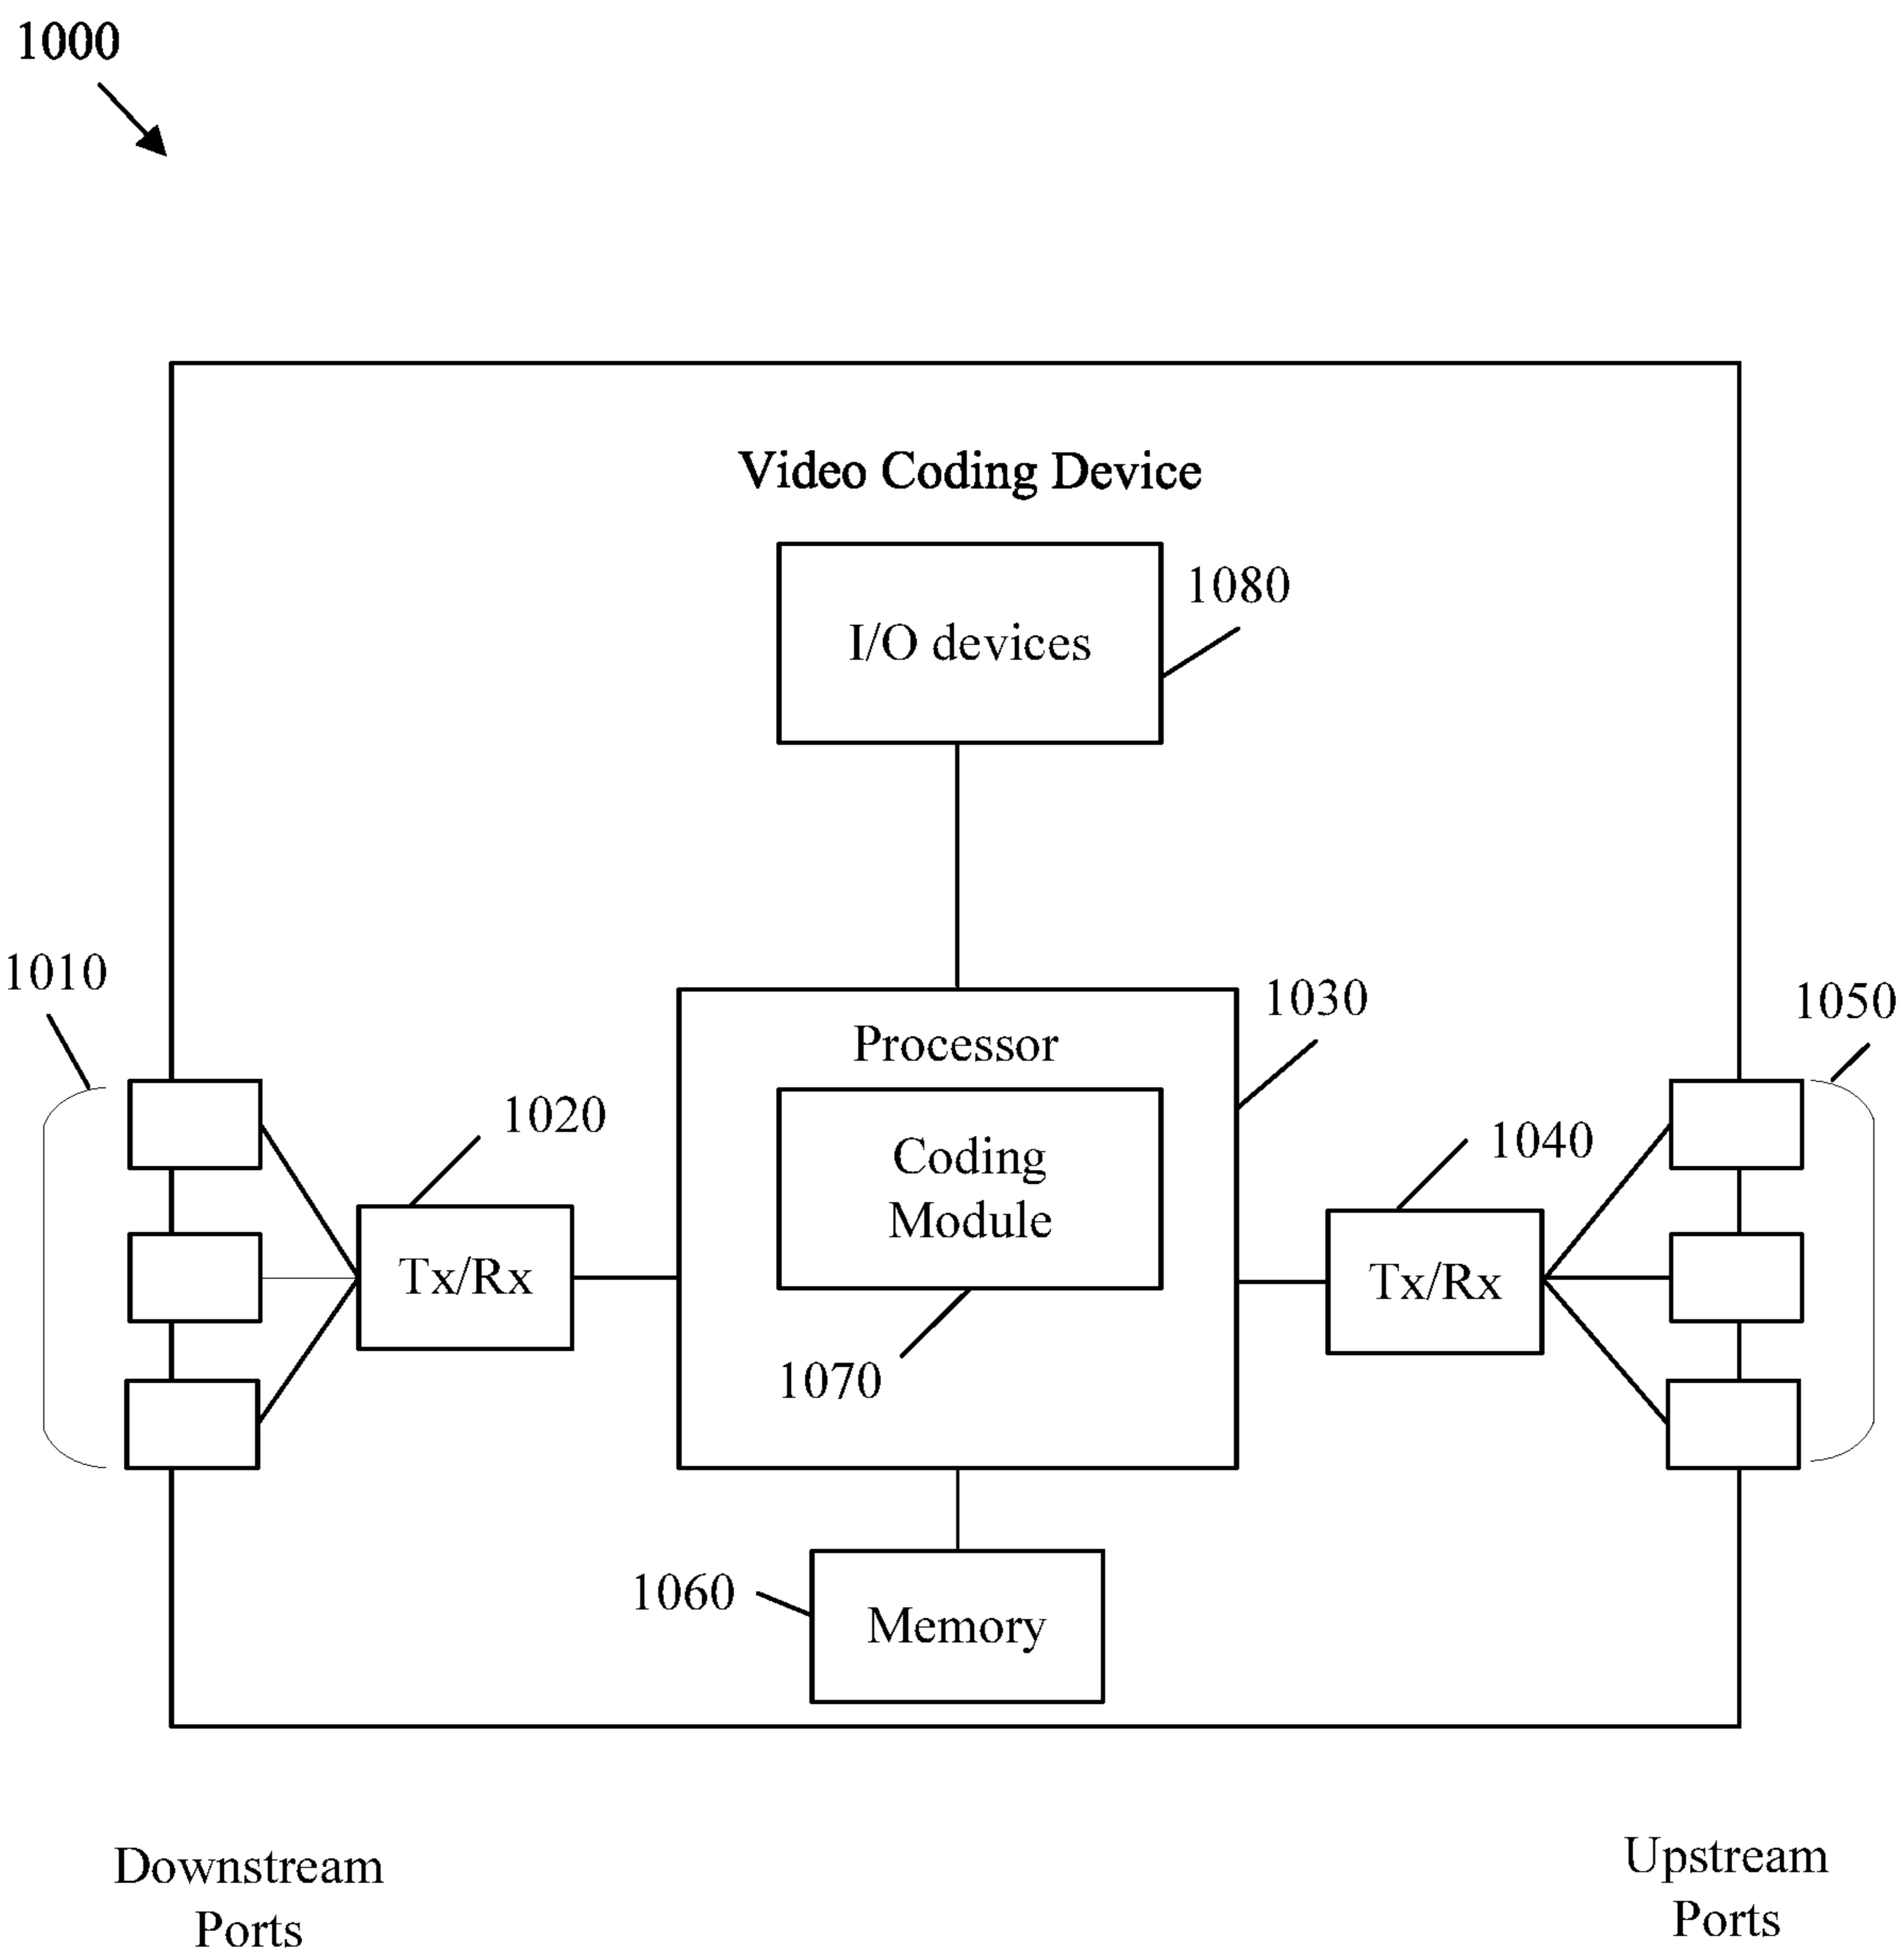 1000
Video Coding Device
I/O devices
1080
1010
1030
1050
Processor
1020
1040
Coding
Module
Tx/Rx
Tx/Rx
1070
1060
Memory
Downstream
Ports
Upstream
Ports